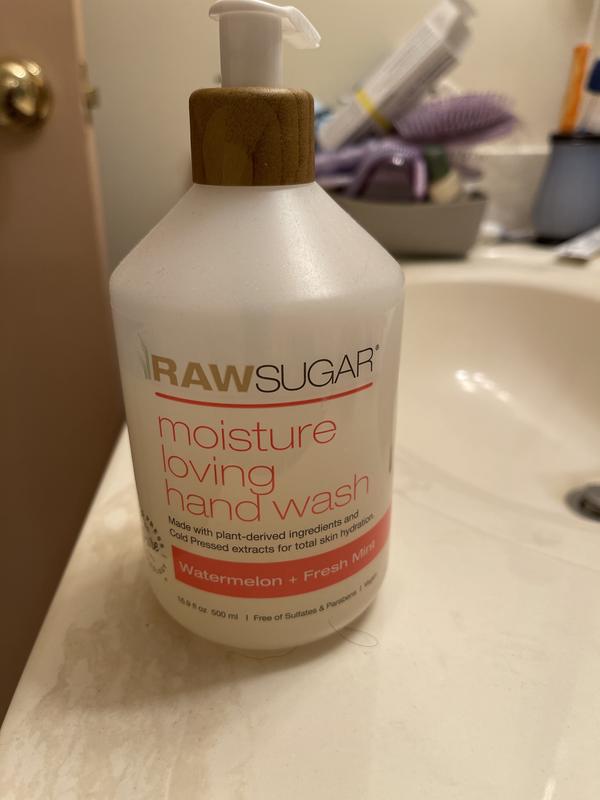 RAWSUGAR®
moisture
loving
hand wash
Made with plant-derived ingredients and
Cold Pressed extracts for total skin hydration.
Watermelon + Fresh Mint
16.9 fl oz 500 ml | Free of Sulfates & Parabens | Vegan